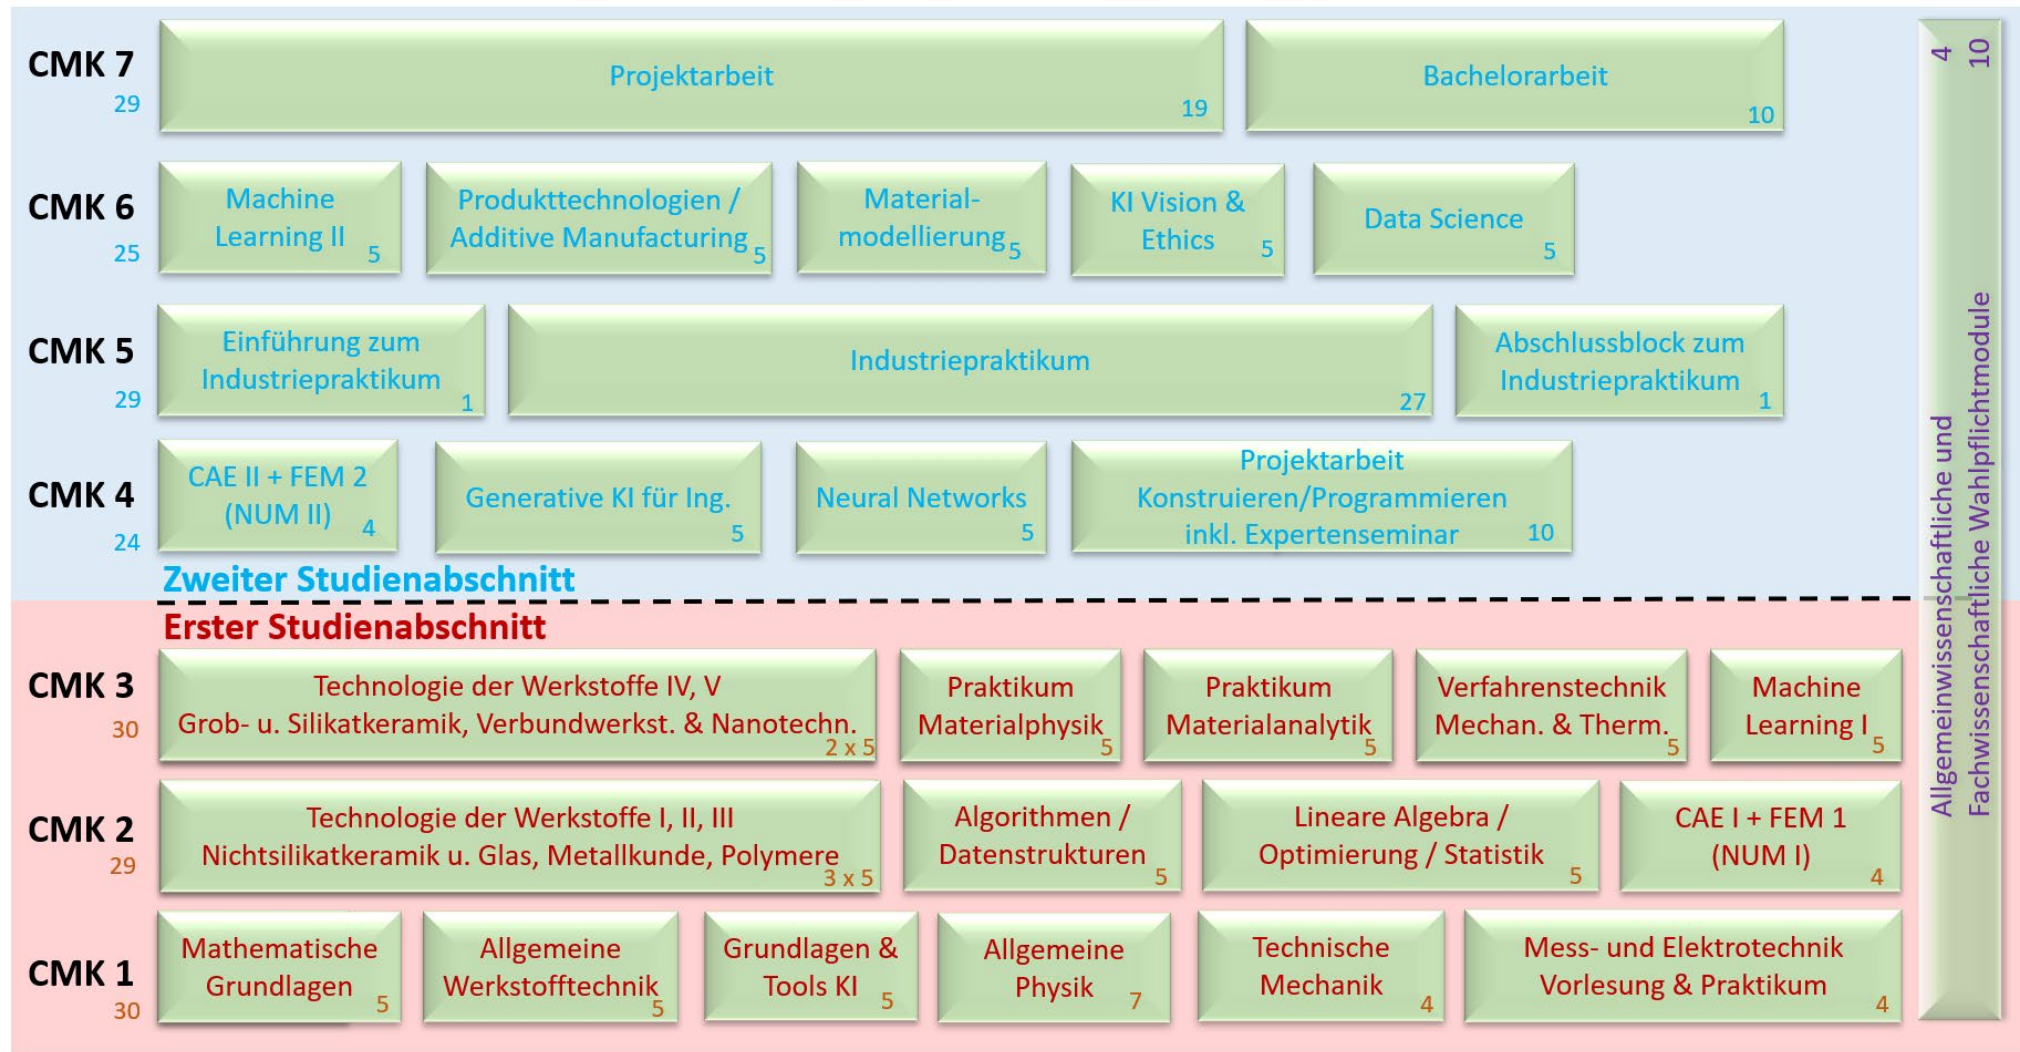 CMK 7
29
Projektarbeit
19
Bachelorarbeit
10
CMK 6
25
Machine
Learning II
5
Produkttechnologien /
Additive Manufacturing
5
Material-
modellierung
5
KI Vision &
Ethics
5
Data Science
5
CMK 5
29
Einführung zum
Industriepraktikum
1
Industriepraktikum
27
Abschlussblock zum
Industriepraktikum
1
CMK 4
24
CAE II + FEM 2
(NUM II)
4
Generative KI für Ing.
5
Neural Networks
5
Projektarbeit
Konstruieren/Programmieren
inkl. Expertenseminar
10
Zweiter Studienabschnitt
Erster Studienabschnitt
CMK 3
30
Technologie der Werkstoffe IV, V
Grob- u. Silikatkeramik, Verbundwerkst. & Nanotechn.
2 x 5
Praktikum
Materialphysik
5
Praktikum
Materialanalytik
5
Verfahrenstechnik
Mechan. & Therm.
5
Machine
Learning I
5
CMK 2
29
Technologie der Werkstoffe I, II, III
Nichtsilikatkeramik u. Glas, Metallkunde, Polymere
3 x 5
Algorithmen /
Datenstrukturen
5
Lineare Algebra /
Optimierung / Statistik
5
CAE I + FEM 1
(NUM I)
4
CMK 1
30
Mathematische
Grundlagen
5
Allgemeine
Werkstofftechnik
5
Grundlagen &
Tools KI
5
Allgemeine
Physik
7
Technische
Mechanik
4
Mess- und Elektrotechnik
Vorlesung & Praktikum
4
Allgemeinwissenschaftliche und
4
Fachwissenschaftliche Wahlpflichtmodule
10